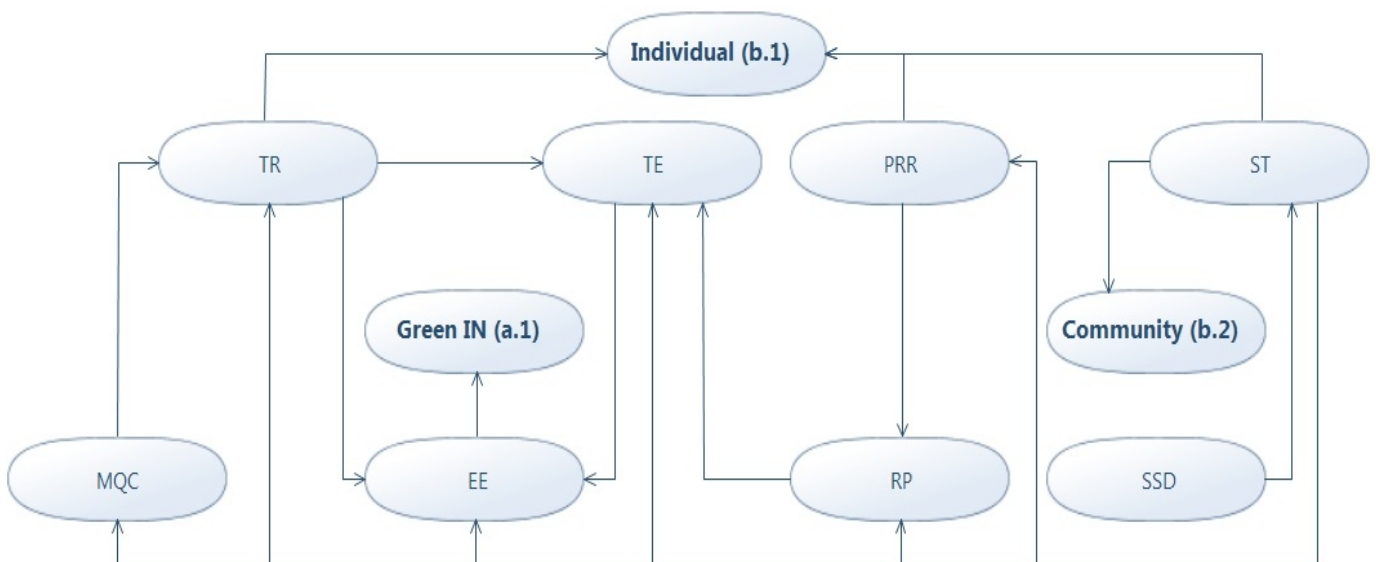 Individual (b.1)
TR
TE
PRR
ST
Green IN (a.1)
Community (b.2)
MQC
EE
RP
SSD